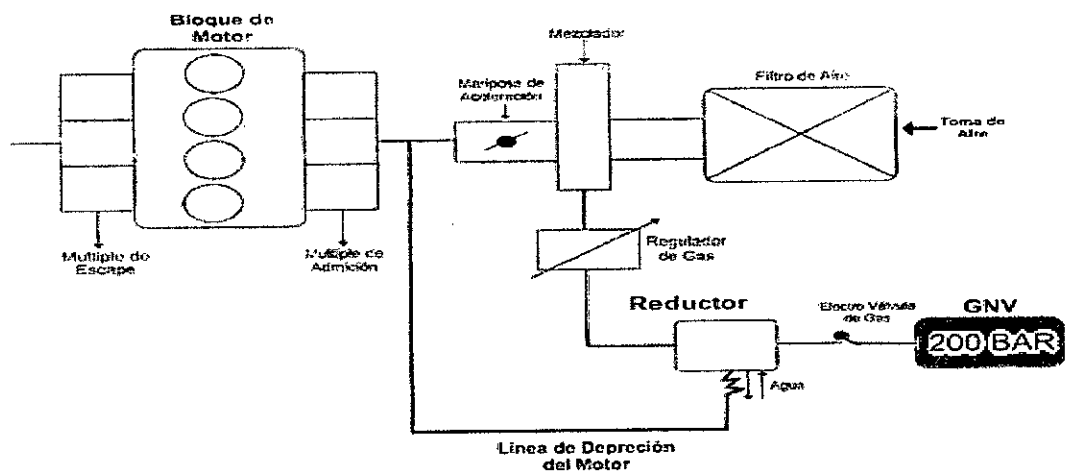 Bloque de
Motor
Mezclador
Mariposa de
Aceleración
Filtro de Aire
Toma de
Aire
Multiple de
Escape
Multiple de
Admición
Regulador
de Gas
Reductor
Electro Válvula
de Gas
GNV
200 BAR
Agua
Linea de Depreción
del Motor